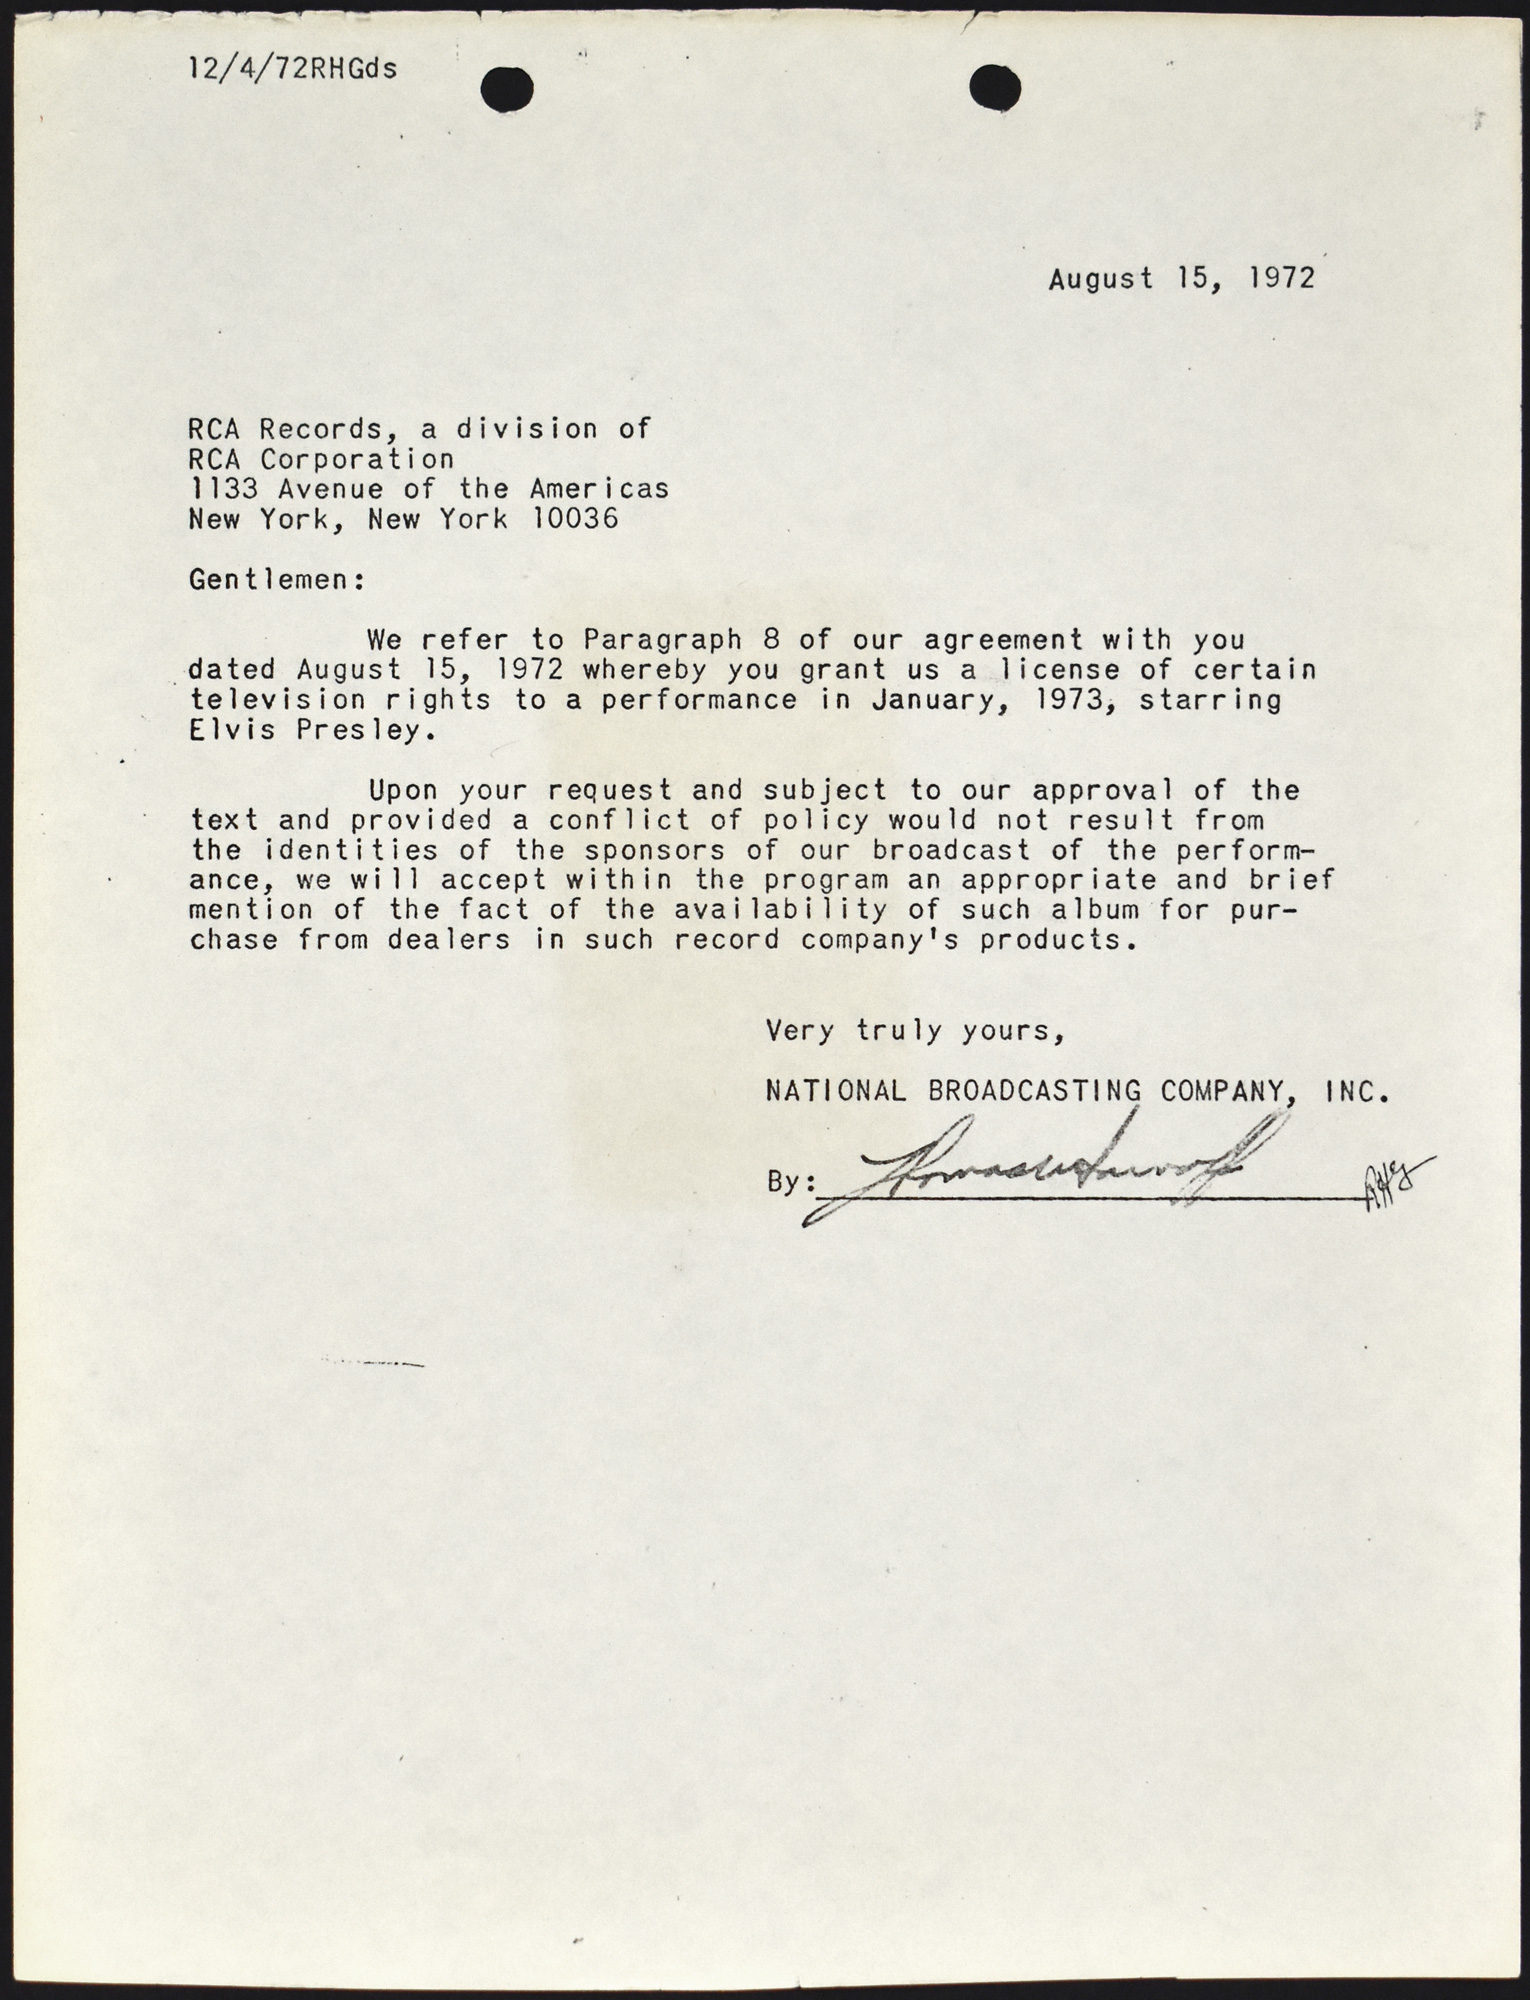 12/4/72RHGds
August 15, 1972
RCA Records, a division of
RCA Corporation
1133 Avenue of the Americas
New York, New York 10036
Gentlemen:
We refer to Paragraph 8 of our agreement with you
dated August 15, 1972 whereby you grant us a license of certain
television rights to a performance in January, 1973, starring
Elvis Presley.
Upon your request and subject to our approval of the
text and provided a conflict of policy would not result from
the identities of the sponsors of our broadcast of the perform-
ance, we will accept within the program an appropriate and brief
mention of the fact of the availability of such album for pur-
chase from dealers in such record company's products.
Very truly yours,
NATIONAL BROADCASTING COMPANY, INC.
By:
RHG